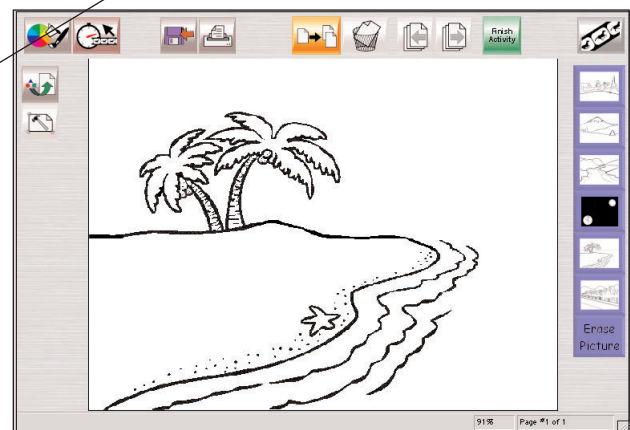 Finish
Activity
Erase
Picture
91%
Page #1 of 1